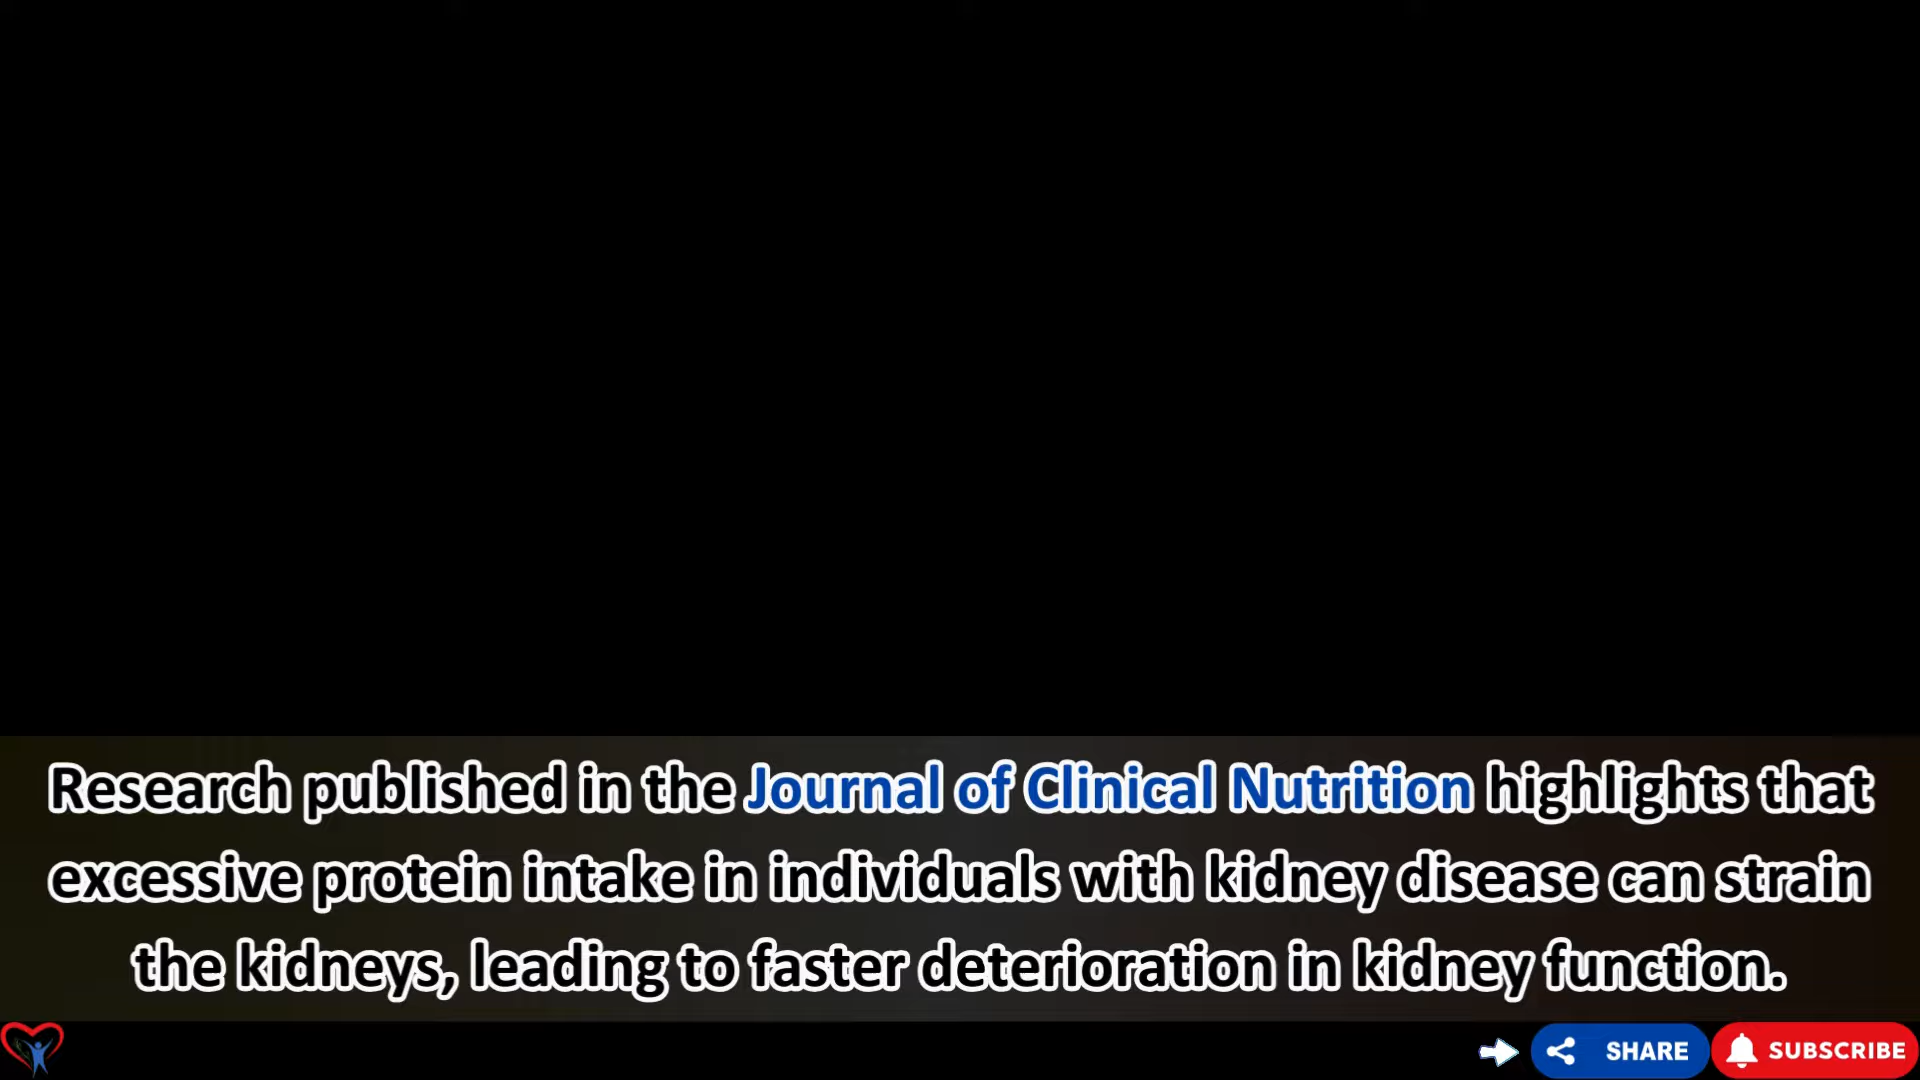 Research published in the Journal of Clinical Nutrition highlights that
excessive protein intake in individuals with kidney disease can strain
the kidneys, leading to faster deterioration in kidney function.
SHARE
SUBSCRIBE